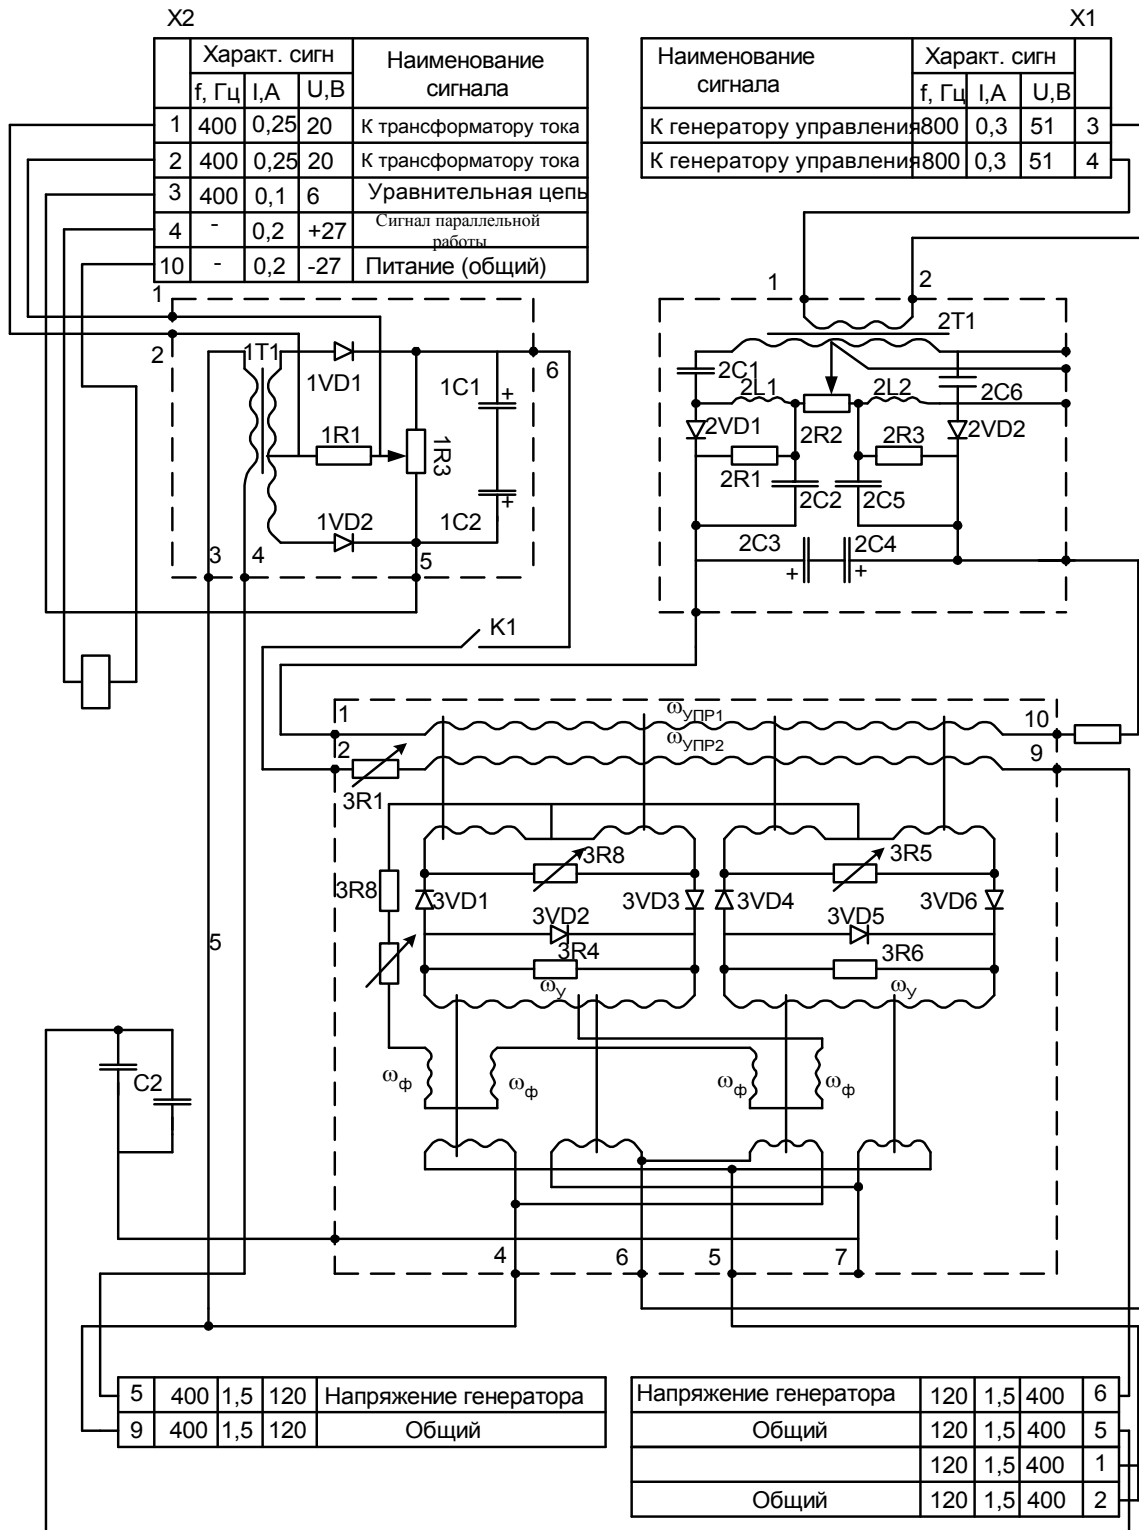 X2
X1
Характ. сигн
Наименование
сигнала
f, Гц I,A U,B
1 400 0,25 20 К трансформатору тока
2 400 0,25 20 К трансформатору тока
3 400 0,1 6 Уравнительная цепь
4 - 0,2 +27 Сигнал параллельной
работы
10 - 0,2 -27 Питание (общий)
Наименование
сигнала
Характ. сигн
f, Гц I,A U,B
К генератору управления 800 0,3 51 3
К генератору управления 800 0,3 51 4
1
2
1T1
1VD1
1R1
1R3
1C1
+
1C2
+
1VD2
6
3
4
5
1
2
2T1
2C1
2L1
2L2
2C6
2VD1
2R2
2R3
2VD2
2R1
2C2
2C5
2C3
2C4
+
+
K1
1
ωУПР1
10
2
ωУПР2
9
3R1
3R8
3R5
3R8
3VD1
3VD3
3VD4
3VD6
3VD2
3VD5
3R4
3R6
5
ωУ
ωУ
C2
ωф
ωф
ωф
ωф
4
6
5
7
5 400 1,5 120 Напряжение генератора
9 400 1,5 120 Общий
Напряжение генератора 120 1,5 400 6
Общий 120 1,5 400 5
120 1,5 400 1
Общий 120 1,5 400 2